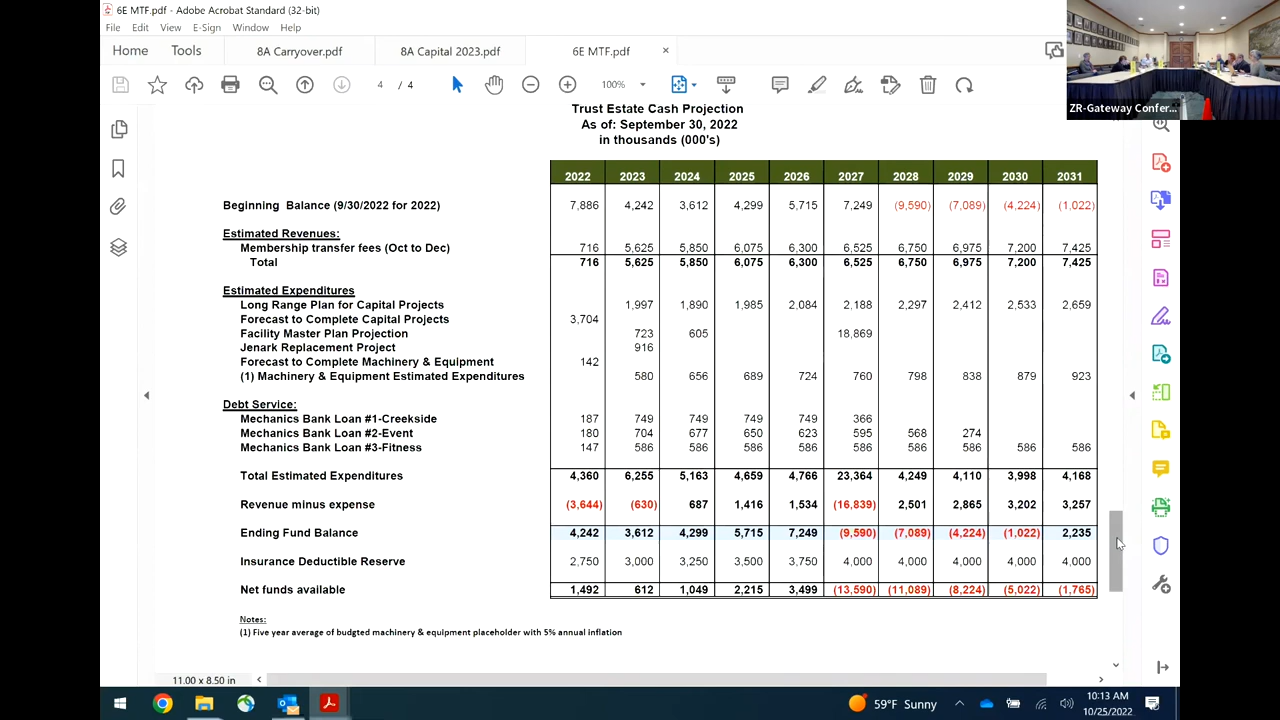 6E MTF.pdf - Adobe Acrobat Standard (32-bit)
File Edit View E-Sign Window Help
Home Tools 8A Carryover.pdf 8A Capital 2023.pdf 6E MTF.pdf ×
4 / 4 100%
ZR-Gateway Confer...
Trust Estate Cash Projection
As of: September 30, 2022
in thousands (000's)
2022 2023 2024 2025 2026 2027 2028 2029 2030 2031
Beginning Balance (9/30/2022 for 2022) 7,886 4,242 3,612 4,299 5,715 7,249 (9,590) (7,089) (4,224) (1,022)
Estimated Revenues:
Membership transfer fees (Oct to Dec) 716 5,625 5,850 6,075 6,300 6,525 6,750 6,975 7,200 7,425
Total 716 5,625 5,850 6,075 6,300 6,525 6,750 6,975 7,200 7,425
Estimated Expenditures
Long Range Plan for Capital Projects 1,997 1,890 1,985 2,084 2,188 2,297 2,412 2,533 2,659
Forecast to Complete Capital Projects 3,704
Facility Master Plan Projection 723 605 18,869
Jenark Replacement Project 916
Forecast to Complete Machinery & Equipment 142
(1) Machinery & Equipment Estimated Expenditures 580 656 689 724 760 798 838 879 923
Debt Service:
Mechanics Bank Loan #1-Creekside 187 749 749 749 749 366
Mechanics Bank Loan #2-Event 180 704 677 650 623 595 568 274
Mechanics Bank Loan #3-Fitness 147 586 586 586 586 586 586 586 586 586
Total Estimated Expenditures 4,360 6,255 5,163 4,659 4,766 23,364 4,249 4,110 3,998 4,168
Revenue minus expense (3,644) (630) 687 1,416 1,534 (16,839) 2,501 2,865 3,202 3,257
Ending Fund Balance 4,242 3,612 4,299 5,715 7,249 (9,590) (7,089) (4,224) (1,022) 2,235
Insurance Deductible Reserve 2,750 3,000 3,250 3,500 3,750 4,000 4,000 4,000 4,000 4,000
Net funds available 1,492 612 1,049 2,215 3,499 (13,590) (11,089) (8,224) (5,022) (1,765)
Notes:
(1) Five year average of budgted machinery & equipment placeholder with 5% annual inflation
11.00 x 8.50 in
59°F Sunny
10:13 AM
10/25/2022